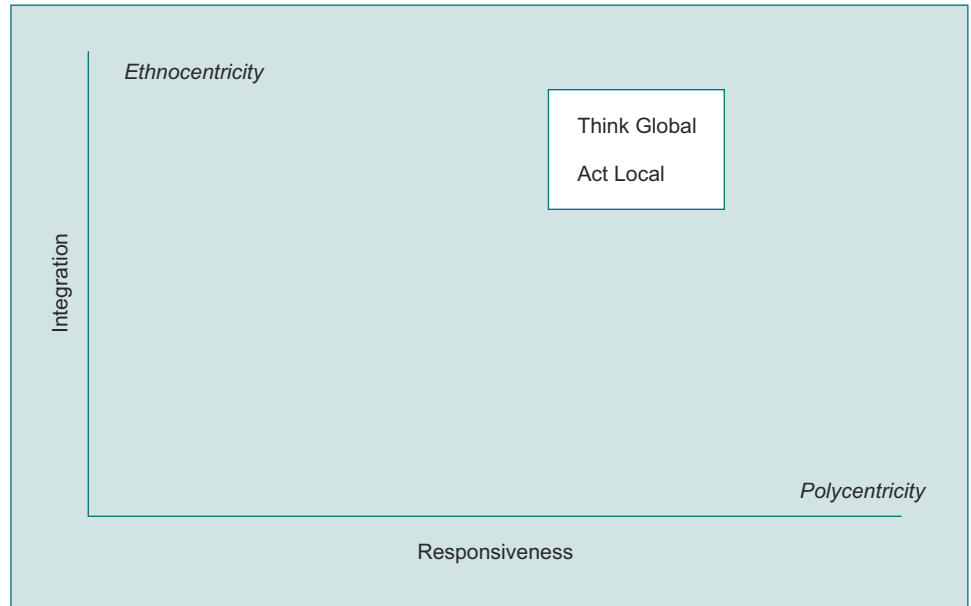 Ethnocentricity
Think Global
Act Local
Integration
Polycentricity
Responsiveness